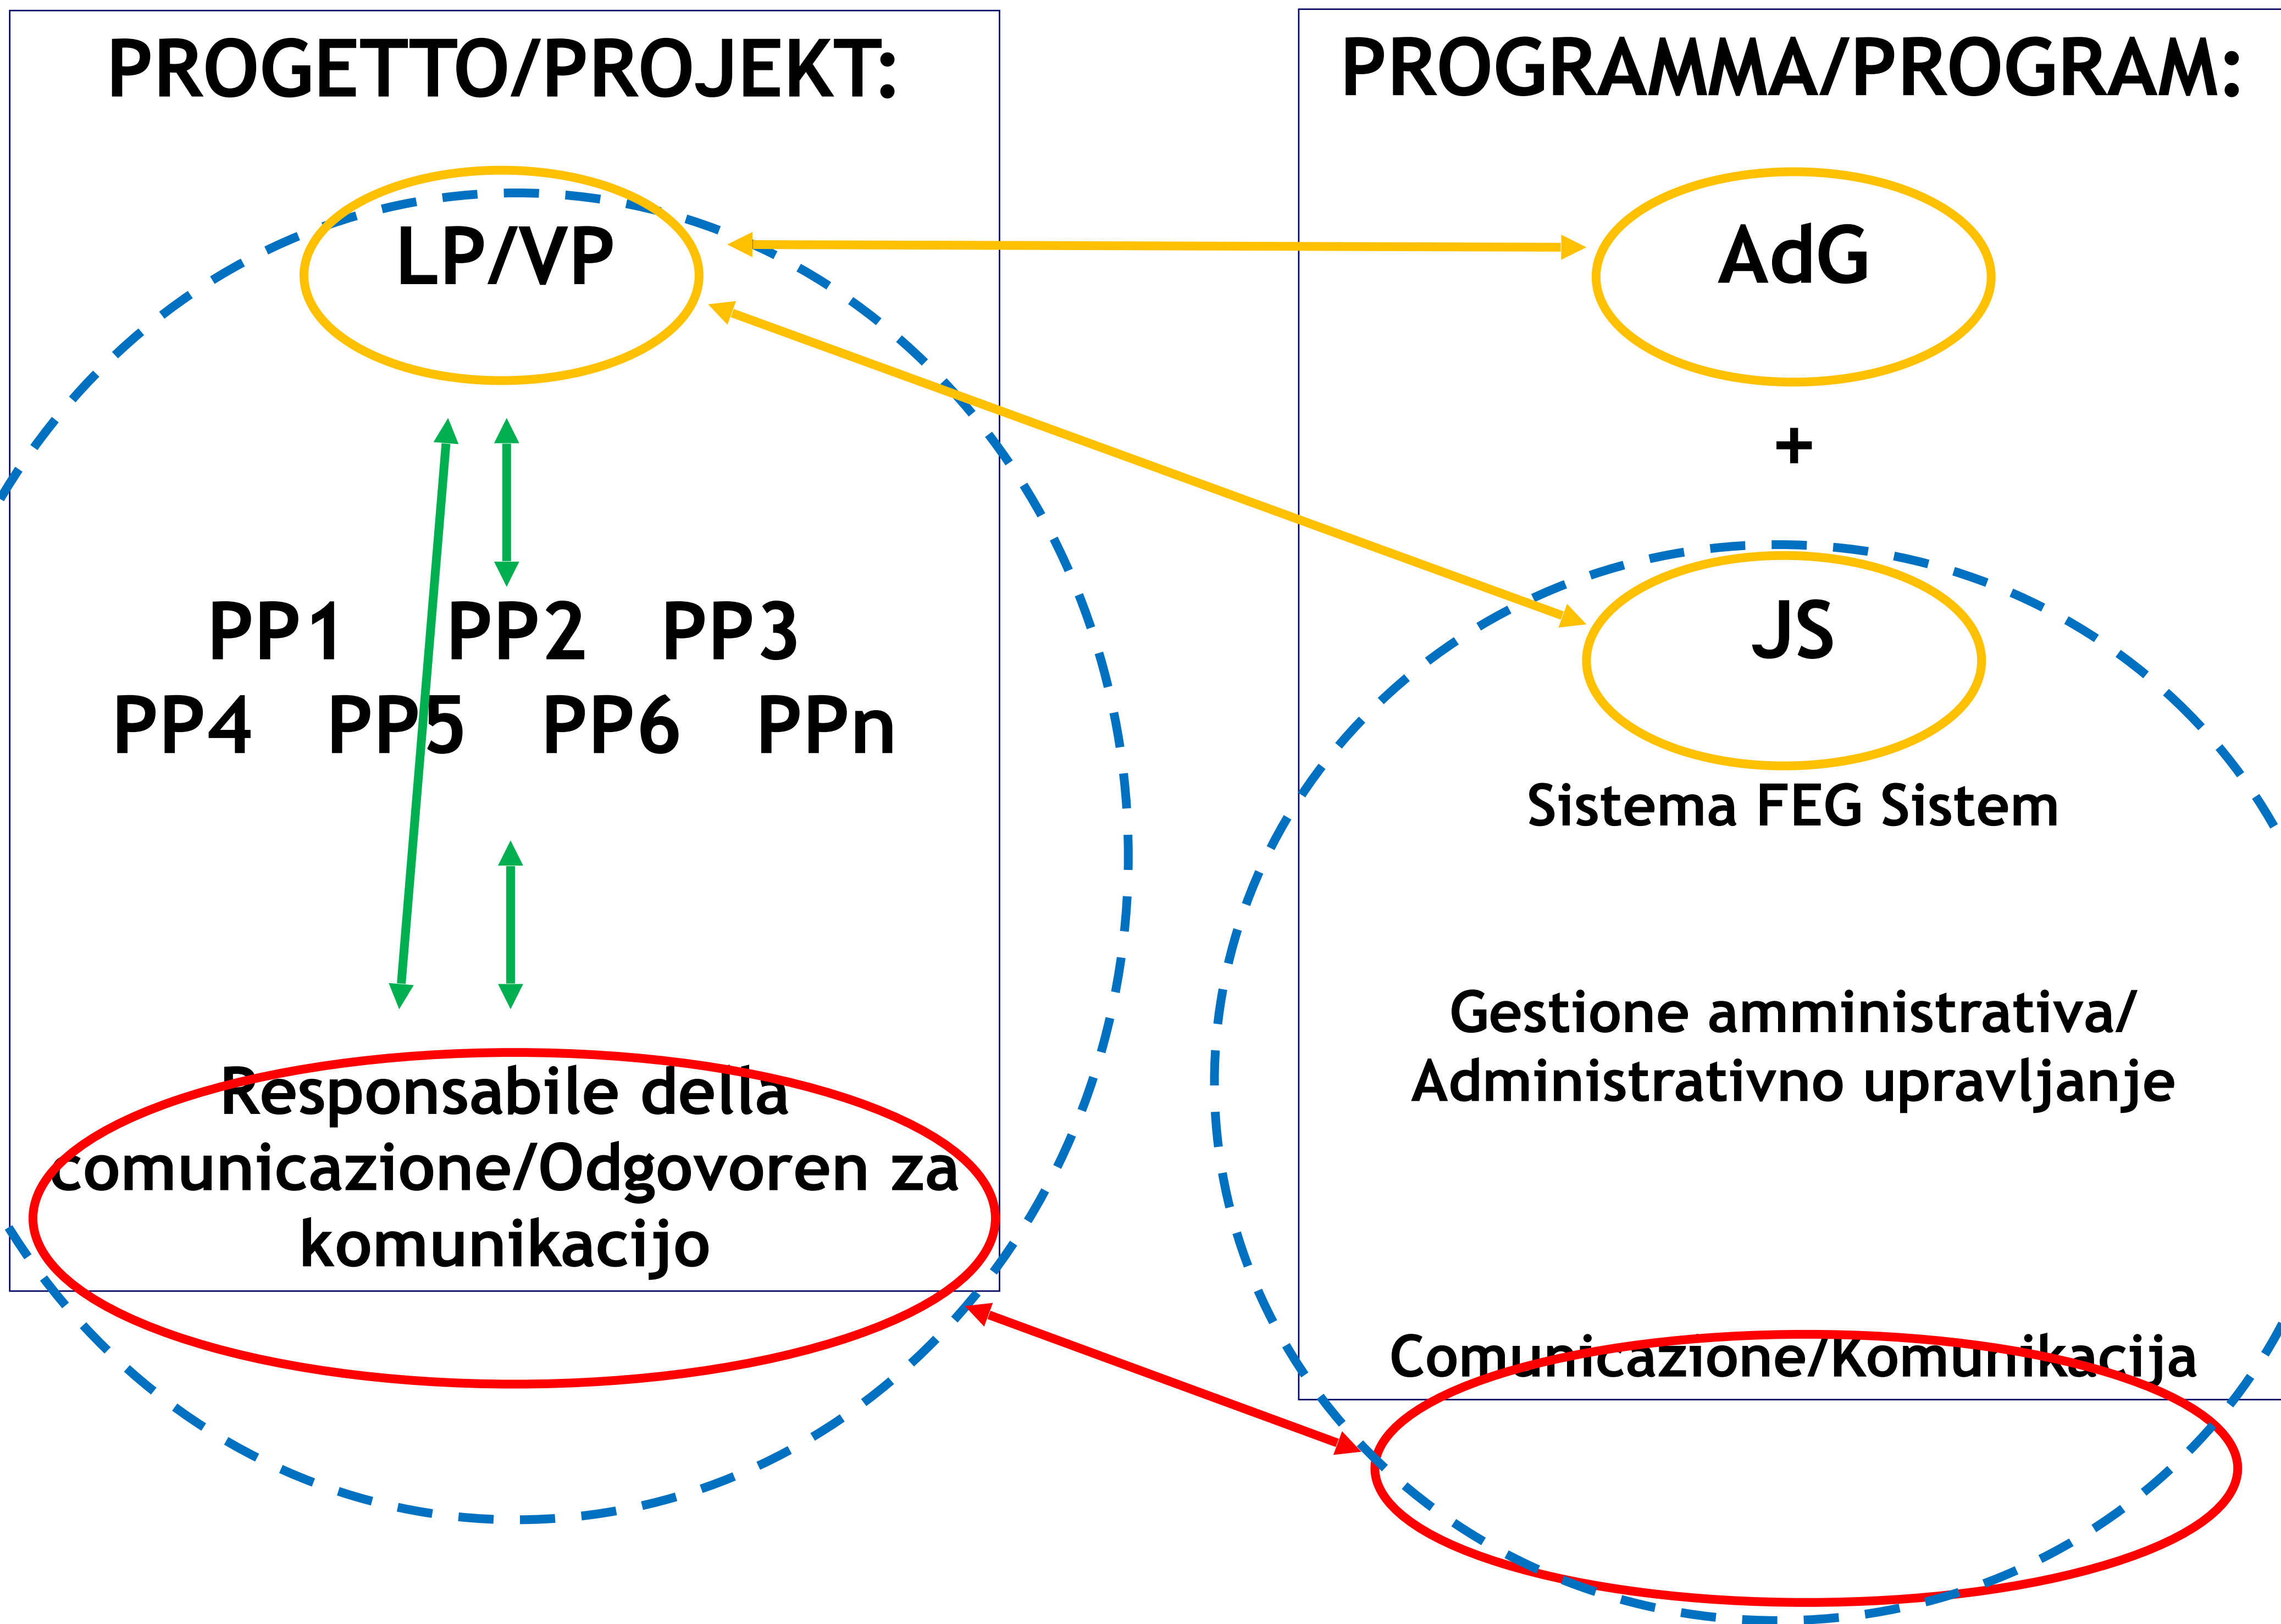 PROGETTO/PROJEKT:
LP/VP
PP1 PP2 PP3
PP4 PP5 PP6 PPn
Responsabile della
comunicazione/Odgovoren za
komunikacijo
PROGRAMMA/PROGRAM:
AdG
+
JS
Sistema FEG Sistem
Gestione amministrativa/
Administrativno upravljanje
Comunicazione/Komunikacija